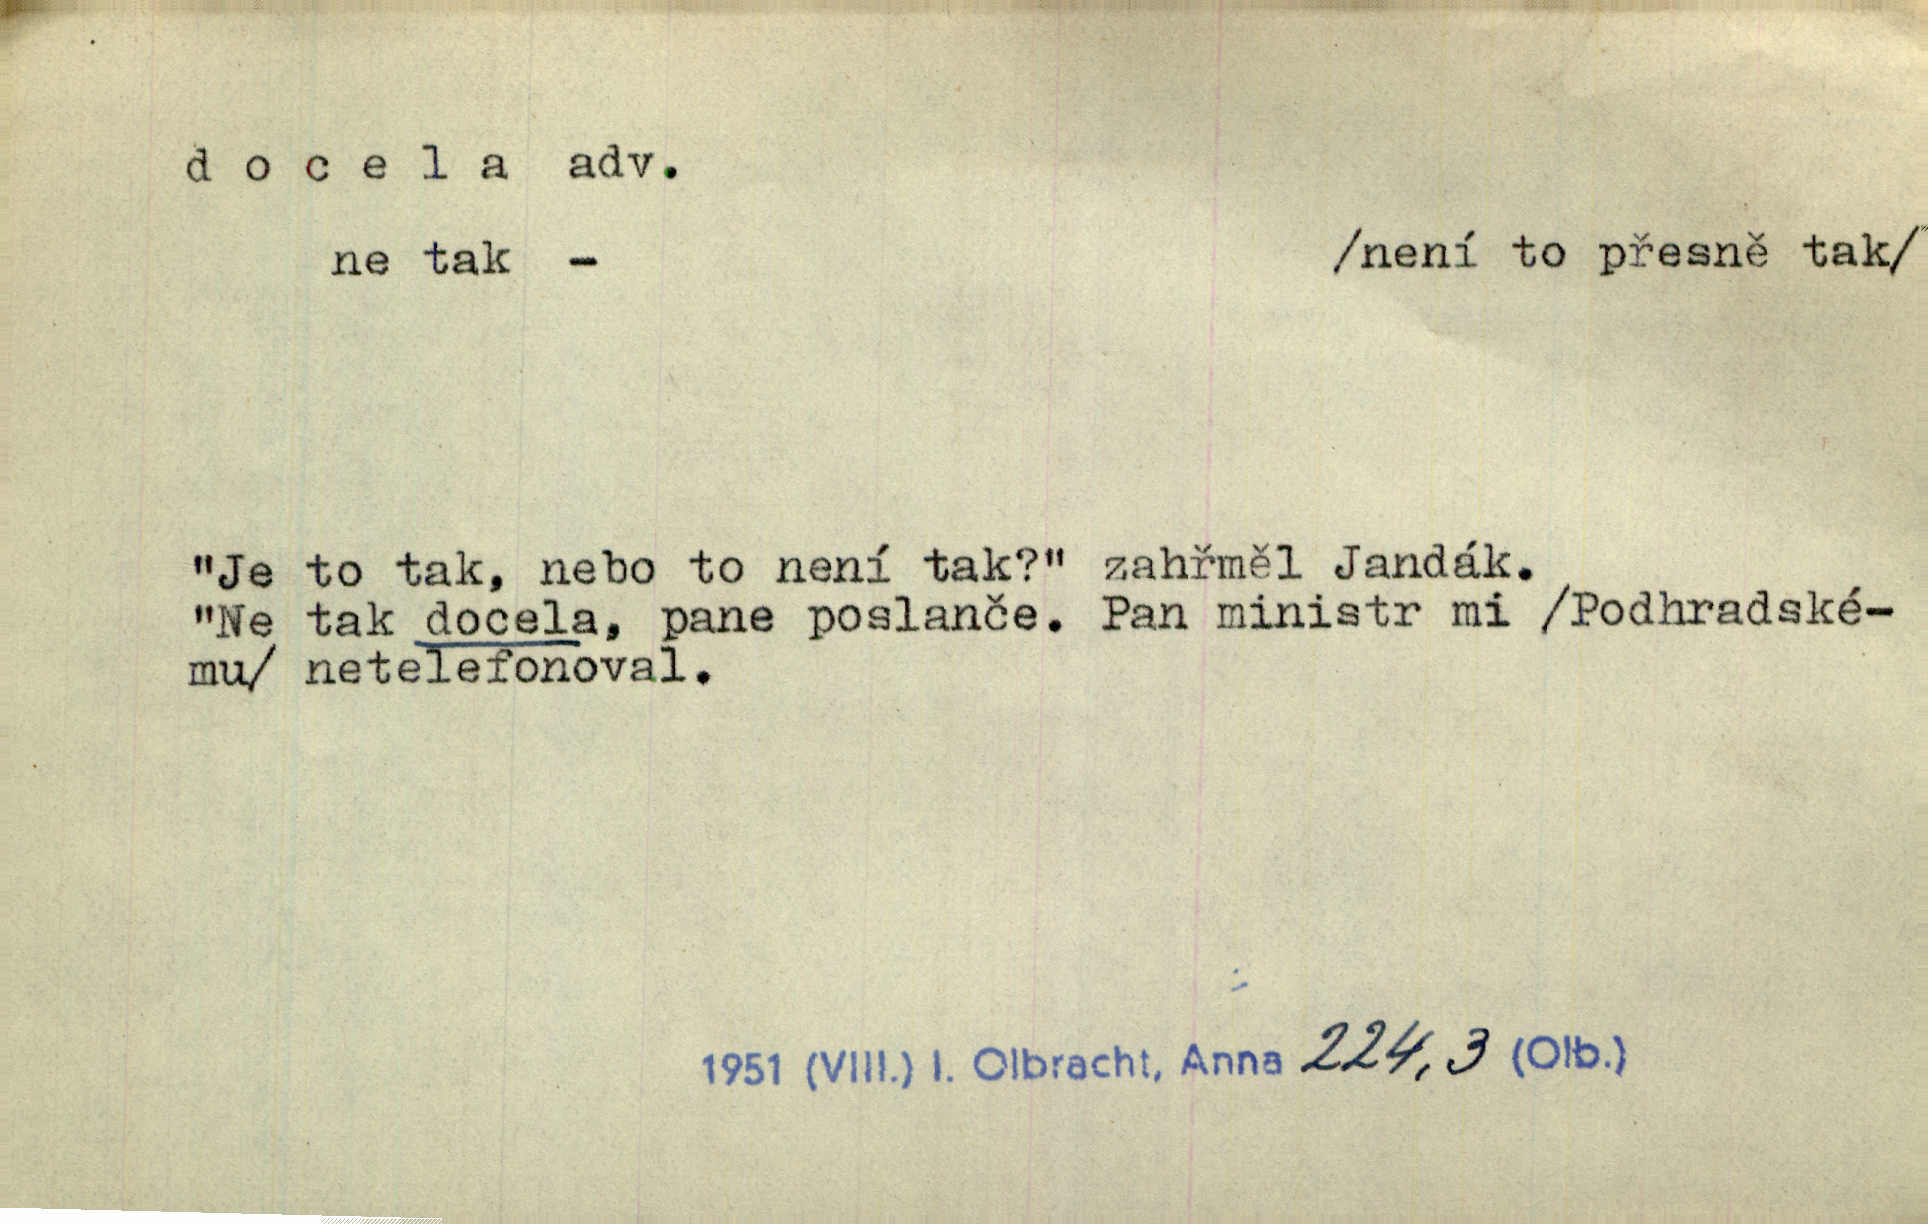 d o c e l a adv.
ne tak - /není to přesně tak/
"Je to tak, nebo to není tak?" zahřměl Jandák.
"Ne tak docela, pane poslanče. Pan ministr mi /Podhradské-
mu/ netelefonoval.
1951 (VIII.) I. Olbracht, Anna 224,3 (Olb.)